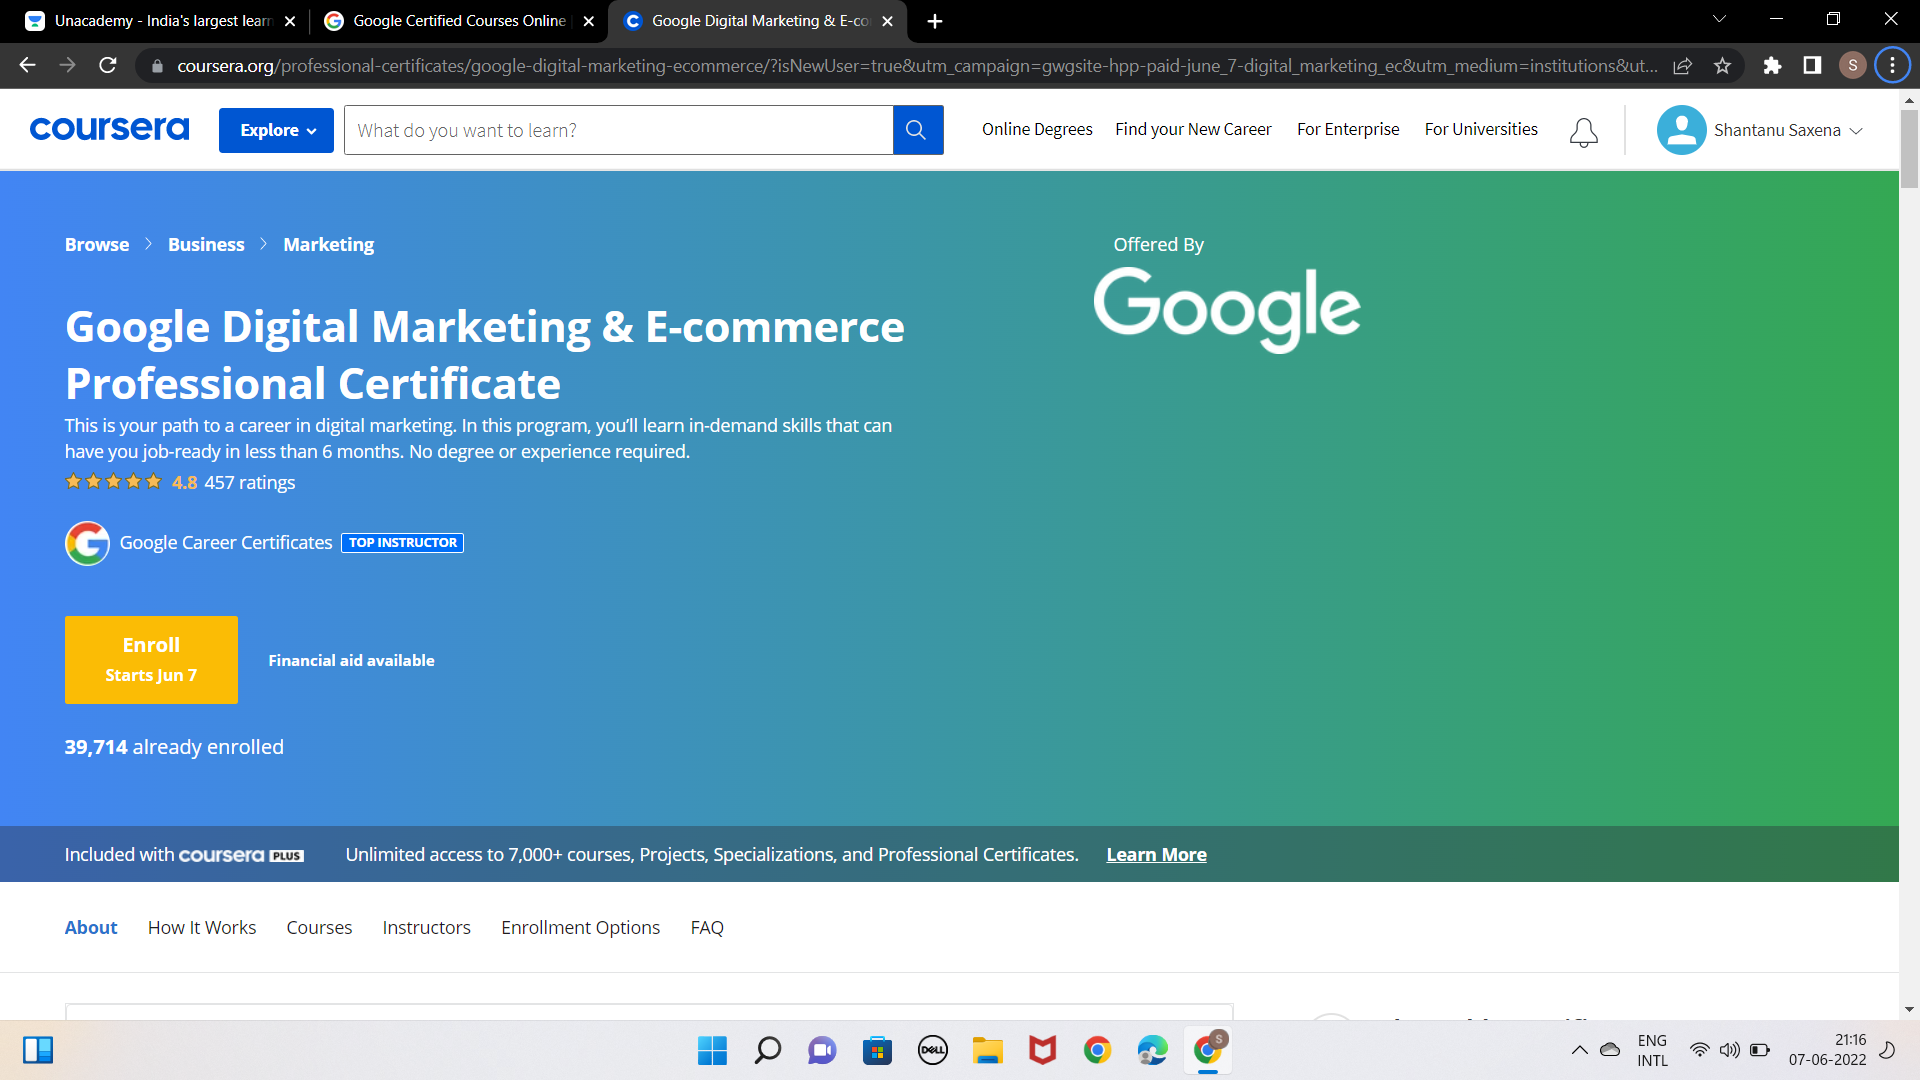 Unacademy - India's largest learn
Google Certified Courses Online
Google Digital Marketing & E-co
coursera.org/professional-certificates/google-digital-marketing-ecommerce/?isNewUser=true&utm_campaign=gwgsite-hpp-paid-june_7-digital_marketing_ec&utm_medium=institutions&ut...
S
coursera
Explore
What do you want to learn?
Online Degrees
Find your New Career
For Enterprise
For Universities
Shantanu Saxena
Browse > Business > Marketing
Offered By
Google
Google Digital Marketing & E-commerce
Professional Certificate
This is your path to a career in digital marketing. In this program, you’ll learn in-demand skills that can
have you job-ready in less than 6 months. No degree or experience required.
4.8 457 ratings
Google Career Certificates TOP INSTRUCTOR
Enroll
Starts Jun 7
Financial aid available
39,714 already enrolled
Included with coursera PLUS
Unlimited access to 7,000+ courses, Projects, Specializations, and Professional Certificates.
Learn More
About
How It Works
Courses
Instructors
Enrollment Options
FAQ
DELL
S
ENG
INTL
21:16
07-06-2022